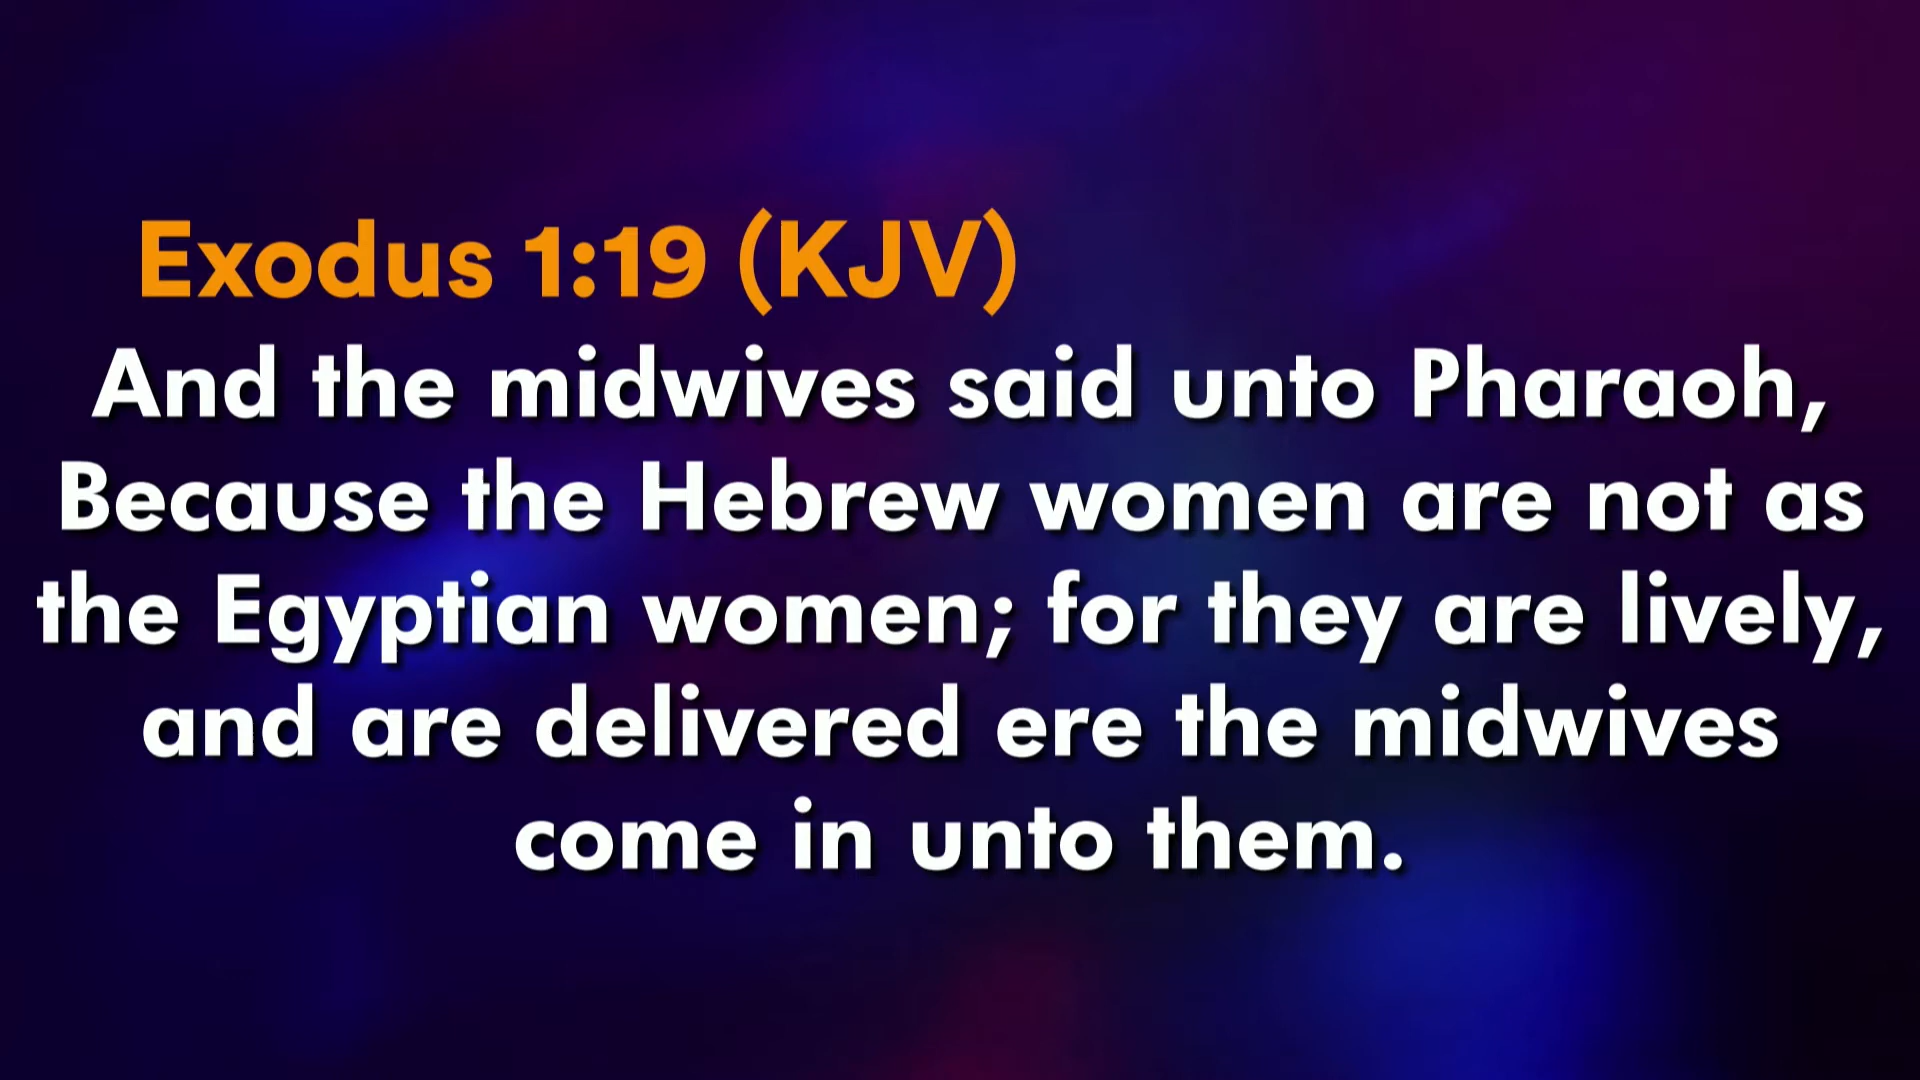 Exodus 1:19 (KJV)
And the midwives said unto Pharaoh,
Because the Hebrew women are not as
the Egyptian women; for they are lively,
and are delivered ere the midwives
come in unto them.